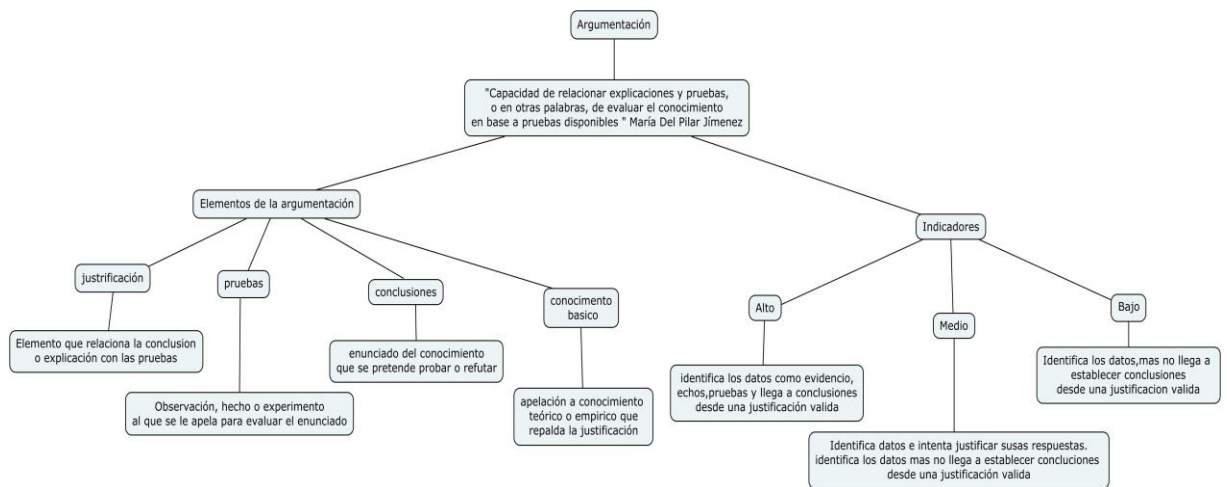 Argumentación
"Capacidad de relacionar explicaciones y pruebas,
o en otras palabras, de evaluar el conocimiento
en base a pruebas disponibles " María Del Pilar Jímenez
Elementos de la argumentación
justrificación
Elemento que relaciona la conclusion
o explicación con las pruebas
pruebas
Observación, hecho o experimento
al que se le apela para evaluar el enunciado
conclusiones
enunciado del conocimiento
que se pretende probar o refutar
conocimento
basico
apelación a conocimiento
teórico o empirico que
repalda la justificación
Indicadores
Alto
identifica los datos como evidencio,
echos,pruebas y llega a conclusiones
desde una justificación valida
Medio
Identifica datos e intenta justificar susas respuestas.
identifica los datos mas no llega a establecer concluciones
desde una justificación valida
Bajo
Identifica los datos,mas no llega a
establecer conclusiones
desde una justificacion valida